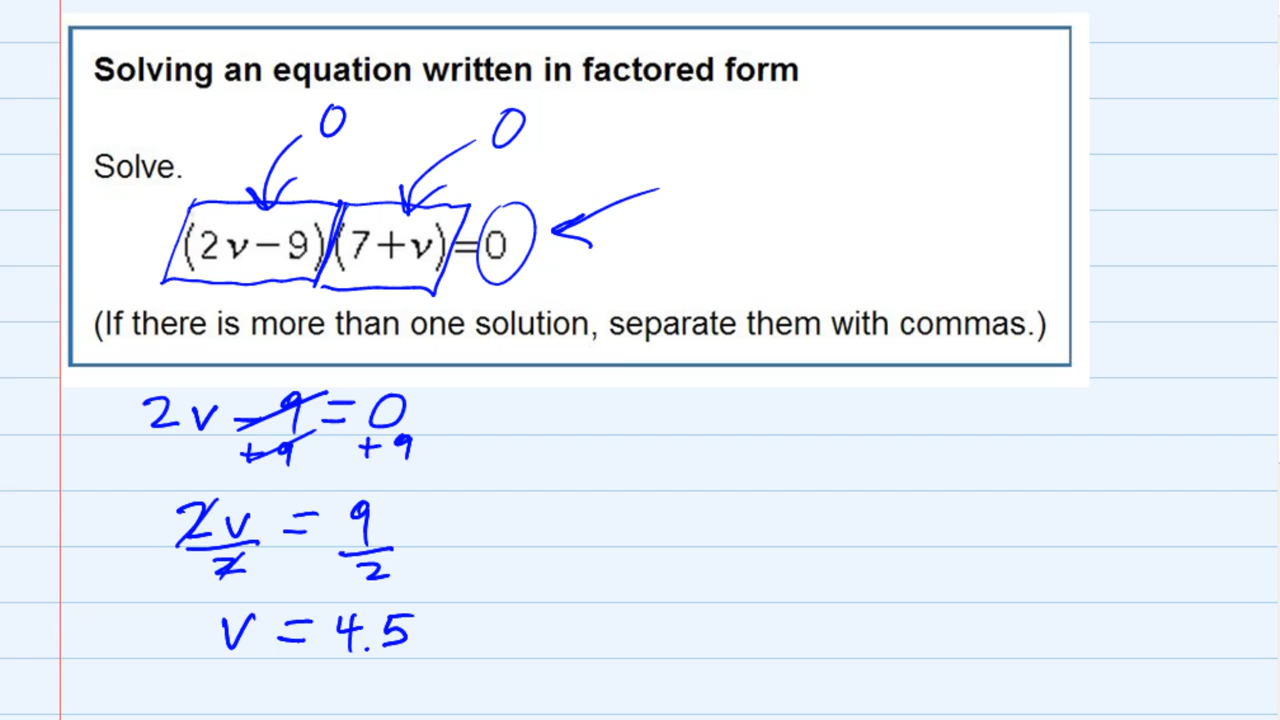 Solving an equation written in factored form
0 0
Solve.
(2v−9)(7+v)=0
(If there is more than one solution, separate them with commas.)
2v − 9 = 0
+9 +9
2v = 9
2 2
v = 4.5